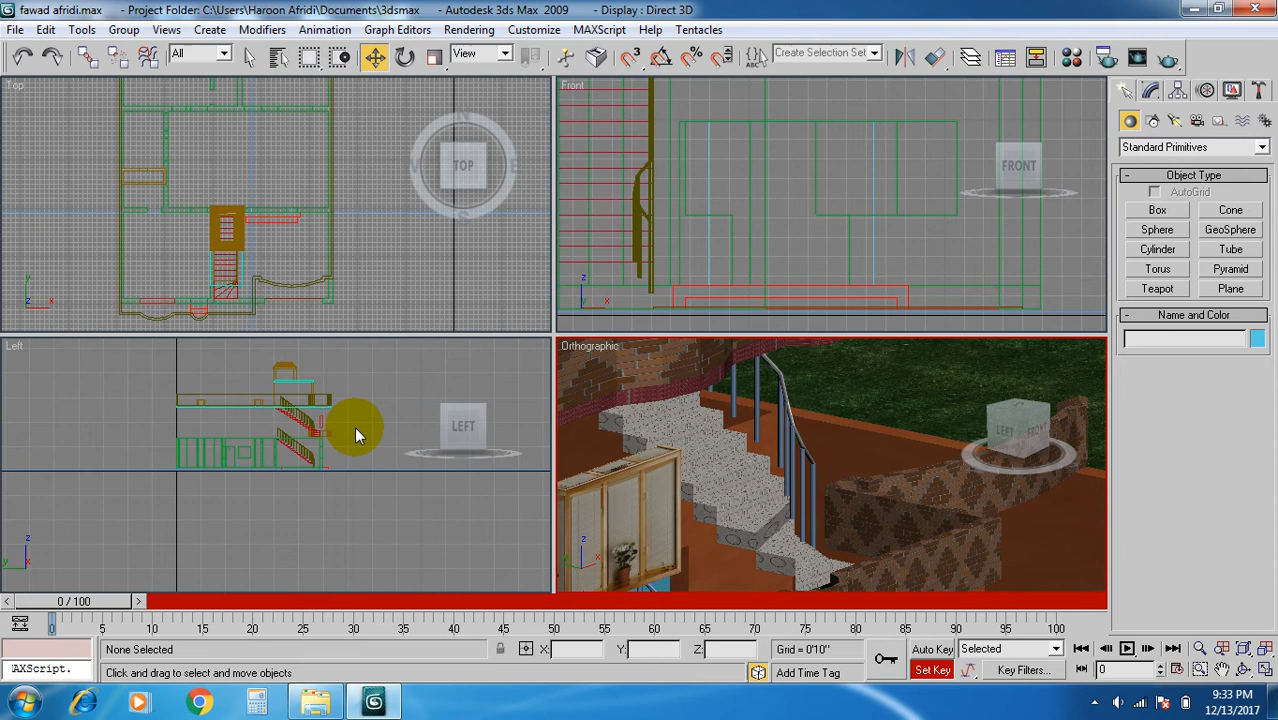 fawad afridi.max - Project Folder: C:\Users\Haroon Afridi\Documents\3dsmax - Autodesk 3ds Max 2009 - Display : Direct 3D
File Edit Tools Group Views Create Modifiers Animation Graph Editors Rendering Customize MAXScript Help Tentacles
All View 3 % ABC Create Selection Set
Top Front
N
TOP FRONT
S
Standard Primitives
Object Type
AutoGrid
Box Cone
Sphere GeoSphere
Cylinder Tube
Torus Pyramid
Teapot Plane
Name and Color
y z x
Left Orthographic
LEFT LEFT FRONT
z y x
0 / 100
0 5 10 15 20 25 30 35 40 45 50 55 60 65 70 75 80 85 90 95 100
None Selected X: Y: Z: Grid = 0'10" Auto Key Selected
AXScript. Click and drag to select and move objects Add Time Tag Set Key Key Filters... 0
9:33 PM
12/13/2017